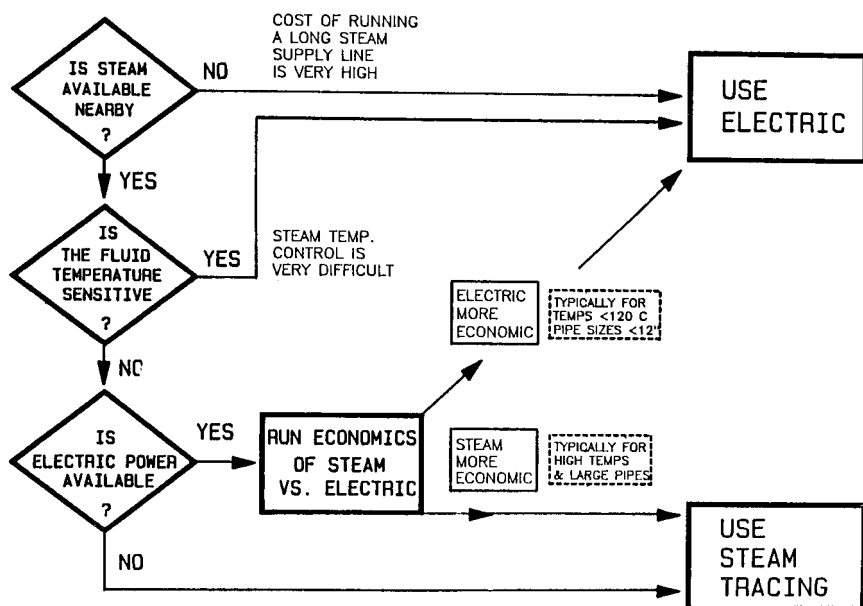 IS STEAM
AVAILABLE
NEARBY
?
NO
COST OF RUNNING
A LONG STEAM
SUPPLY LINE
IS VERY HIGH
USE
ELECTRIC
YES
IS
THE FLUID
TEMPERATURE
SENSITIVE
?
YES
STEAM TEMP.
CONTROL IS
VERY DIFFICULT
ELECTRIC
MORE
ECONOMIC
TYPICALLY FOR
TEMPS <120 C
PIPE SIZES <12"
NO
IS
ELECTRIC POWER
AVAILABLE
?
YES
RUN ECONOMICS
OF STEAM
VS. ELECTRIC
STEAM
MORE
ECONOMIC
TYPICALLY FOR
HIGH TEMPS
& LARGE PIPES
NO
USE
STEAM
TRACING